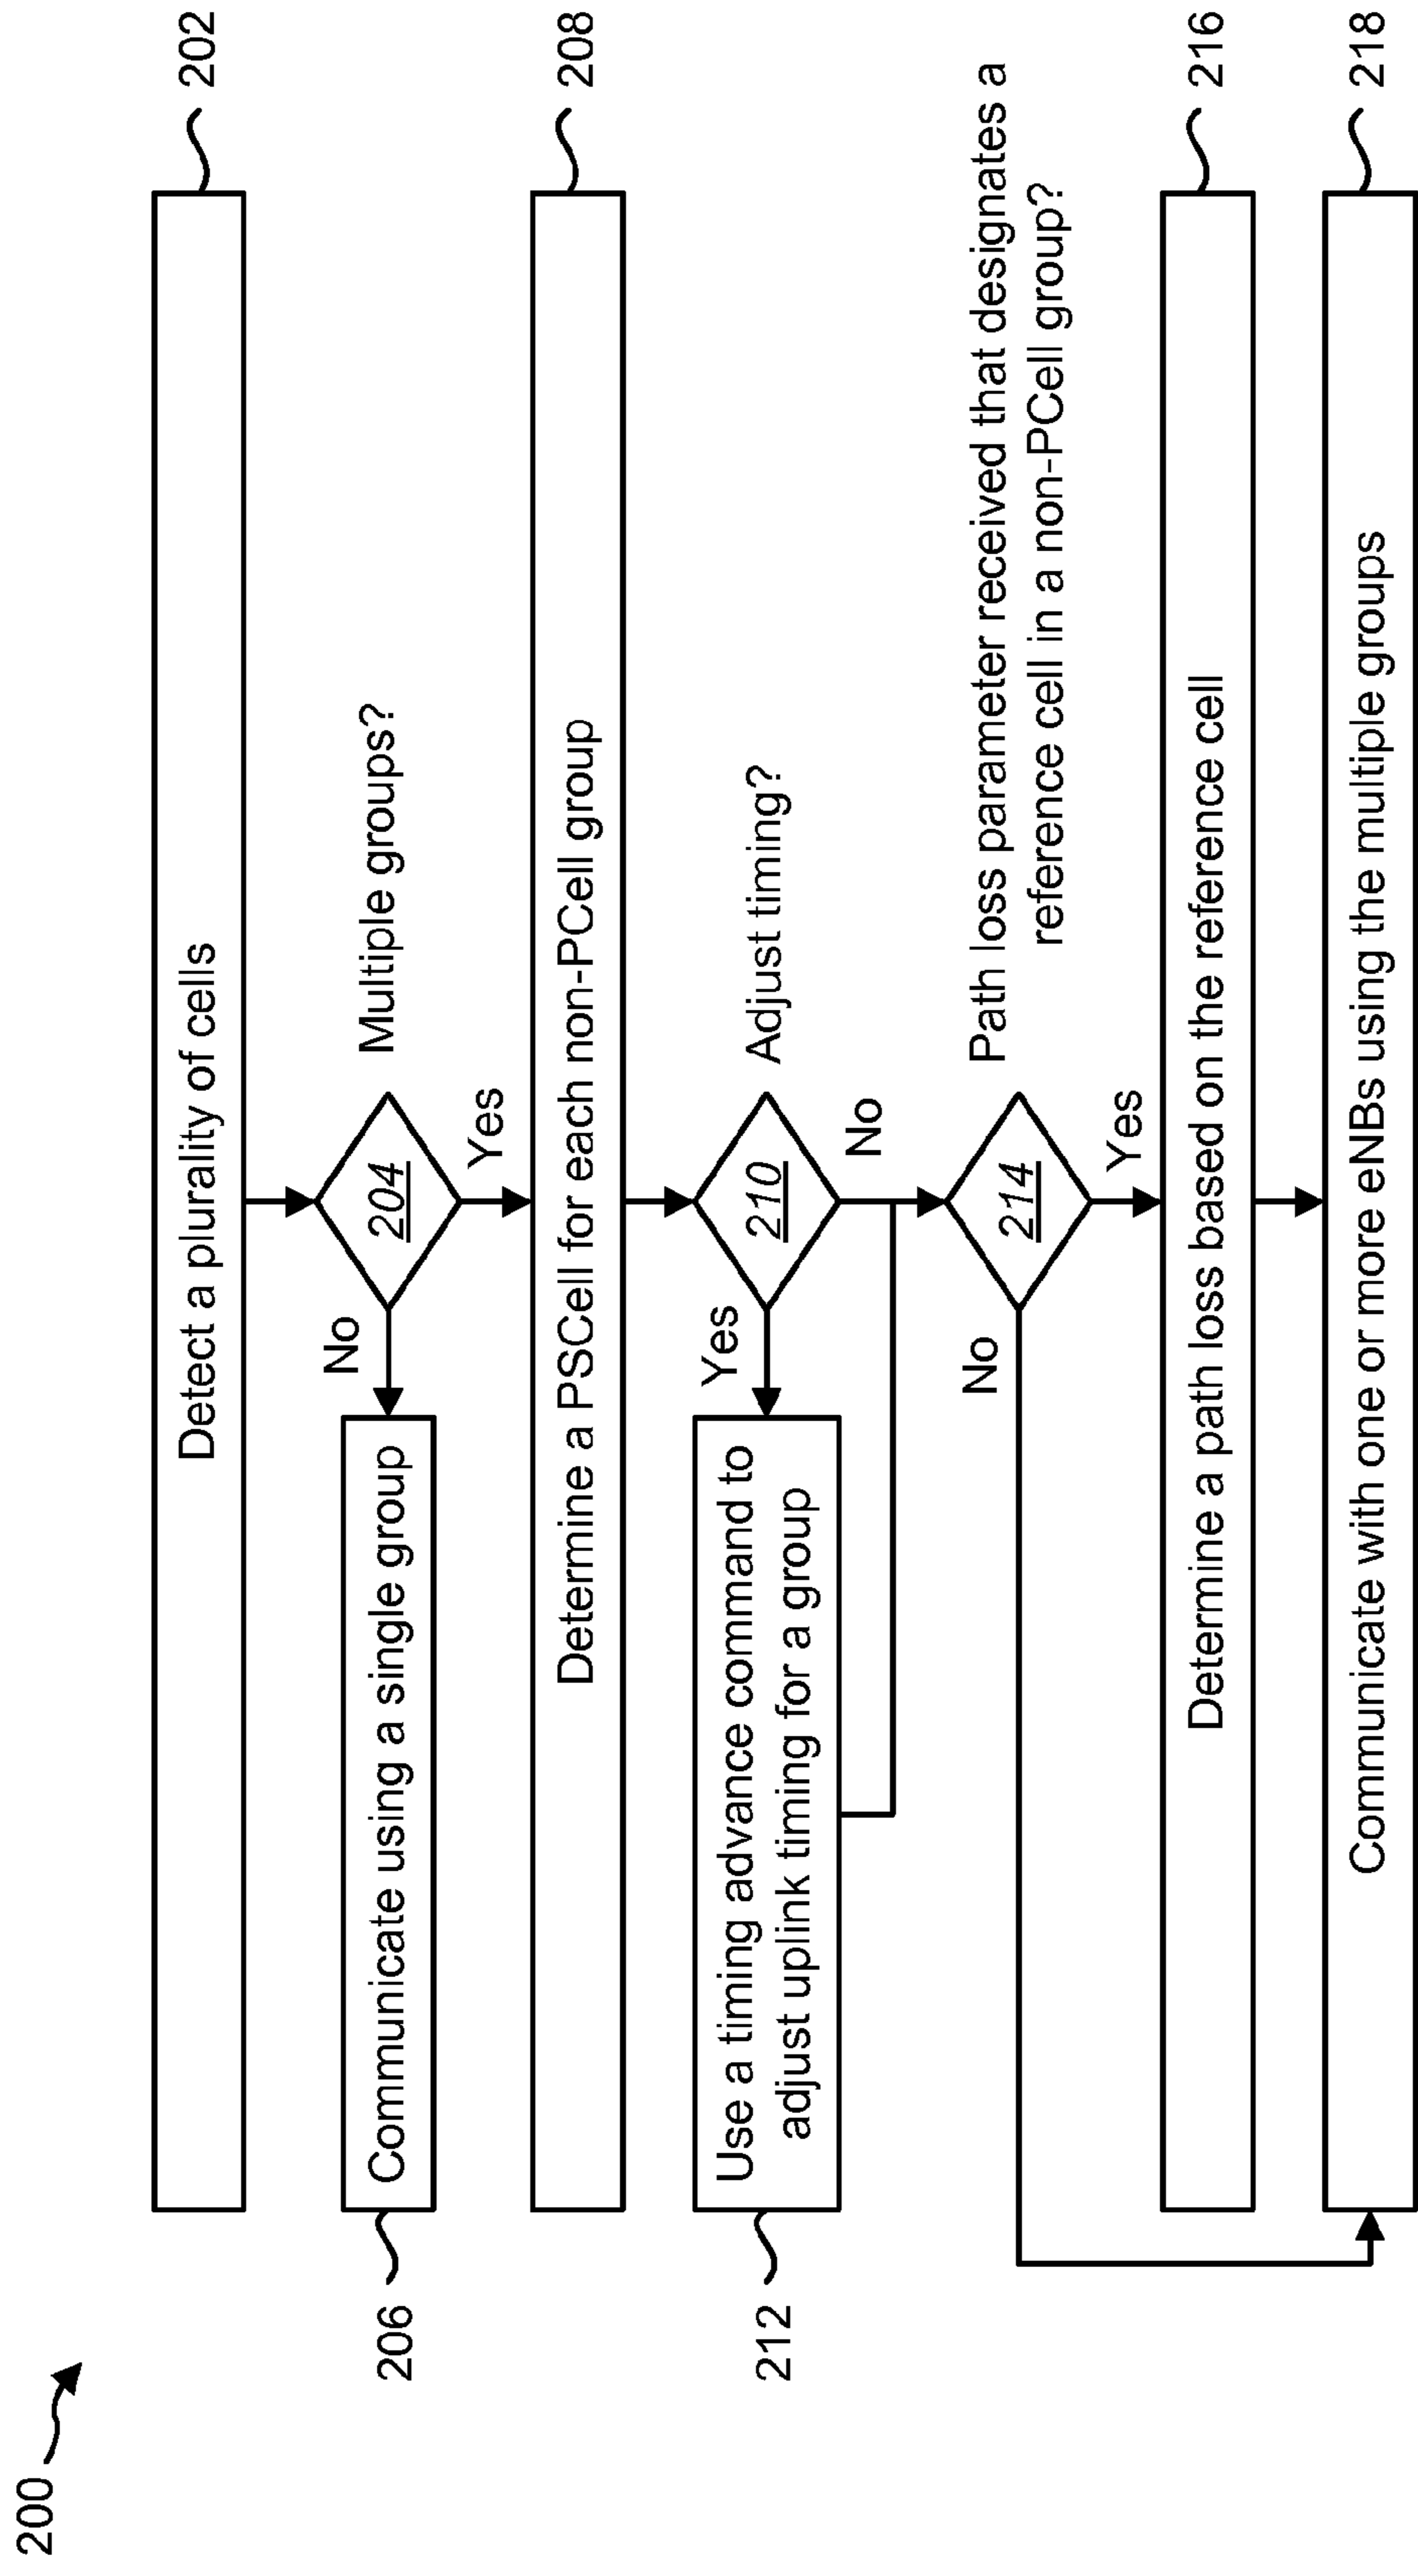 200
Detect a plurality of cells
202
204
Multiple groups?
No
Yes
206
Communicate using a single group
Determine a PSCell for each non-PCell group
208
210
Adjust timing?
Yes
No
212
Use a timing advance command to
adjust uplink timing for a group
214
Path loss parameter received that designates a
reference cell in a non-PCell group?
No
Yes
Determine a path loss based on the reference cell
216
Communicate with one or more eNBs using the multiple groups
218